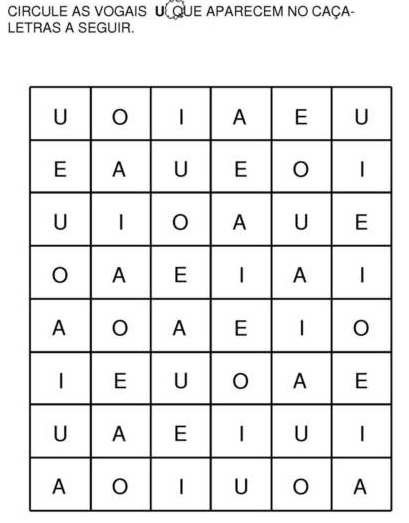 CIRCULE AS VOGAIS U QUE APARECEM NO CAÇA-
LETRAS A SEGUIR.
U O I A E U
E A U E O I
U I O A U E
O A E I A I
A O A E I O
I E U O A E
U A E I U I
A O I U O A